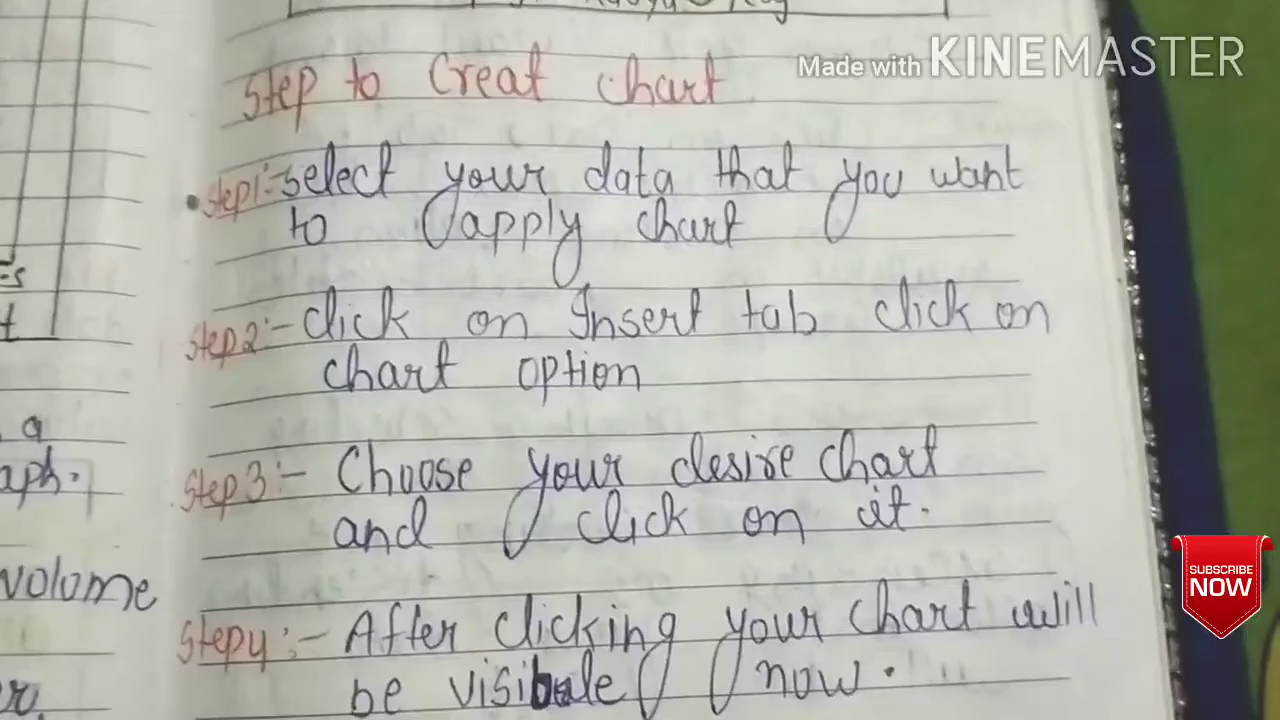 Made with KINEMASTER
Step to Creat chart
Step1:- select your data that you want
to apply chart
Step2:- click on Insert tab click on
chart option
Step3:- Choose your desire chart
and click on it.
Step4:- After clicking your chart will
be visibule now.
volume
SUBSCRIBE
NOW